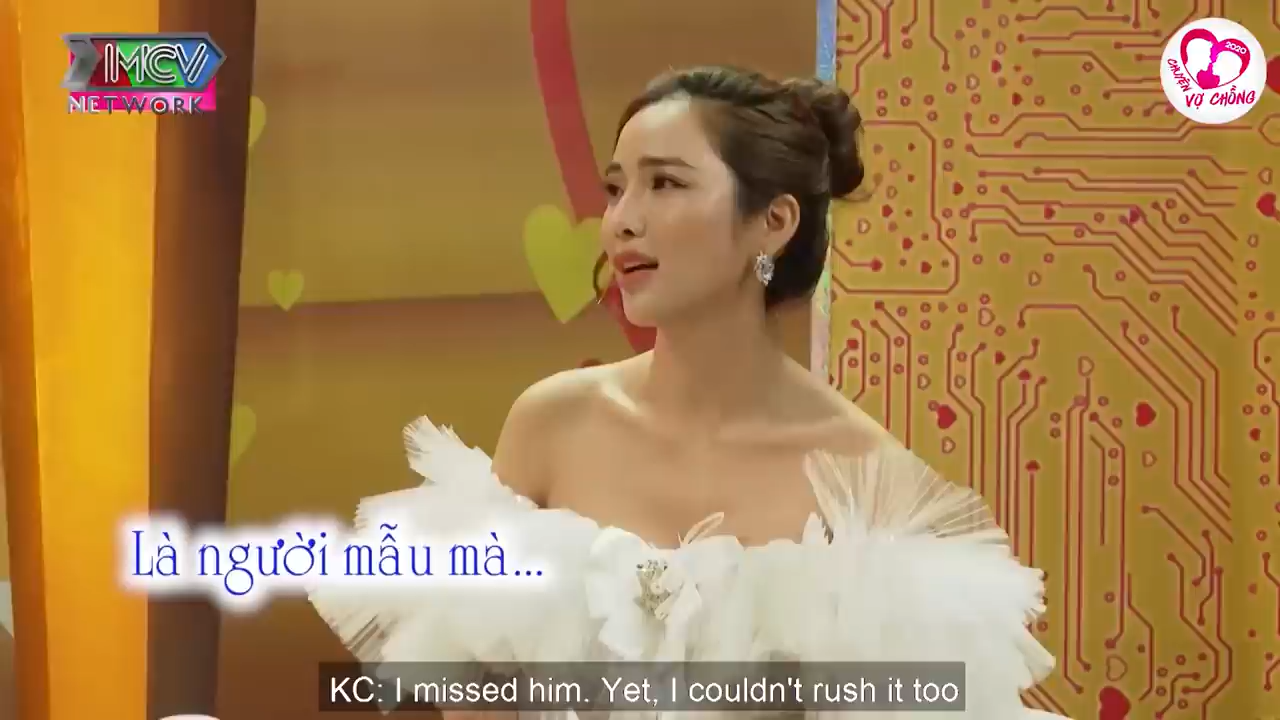 MCV
NETWORK
2020
CHUYỆN
VỢ CHỒNG
Là người mẫu mà...
KC: I missed him. Yet, I couldn't rush it too